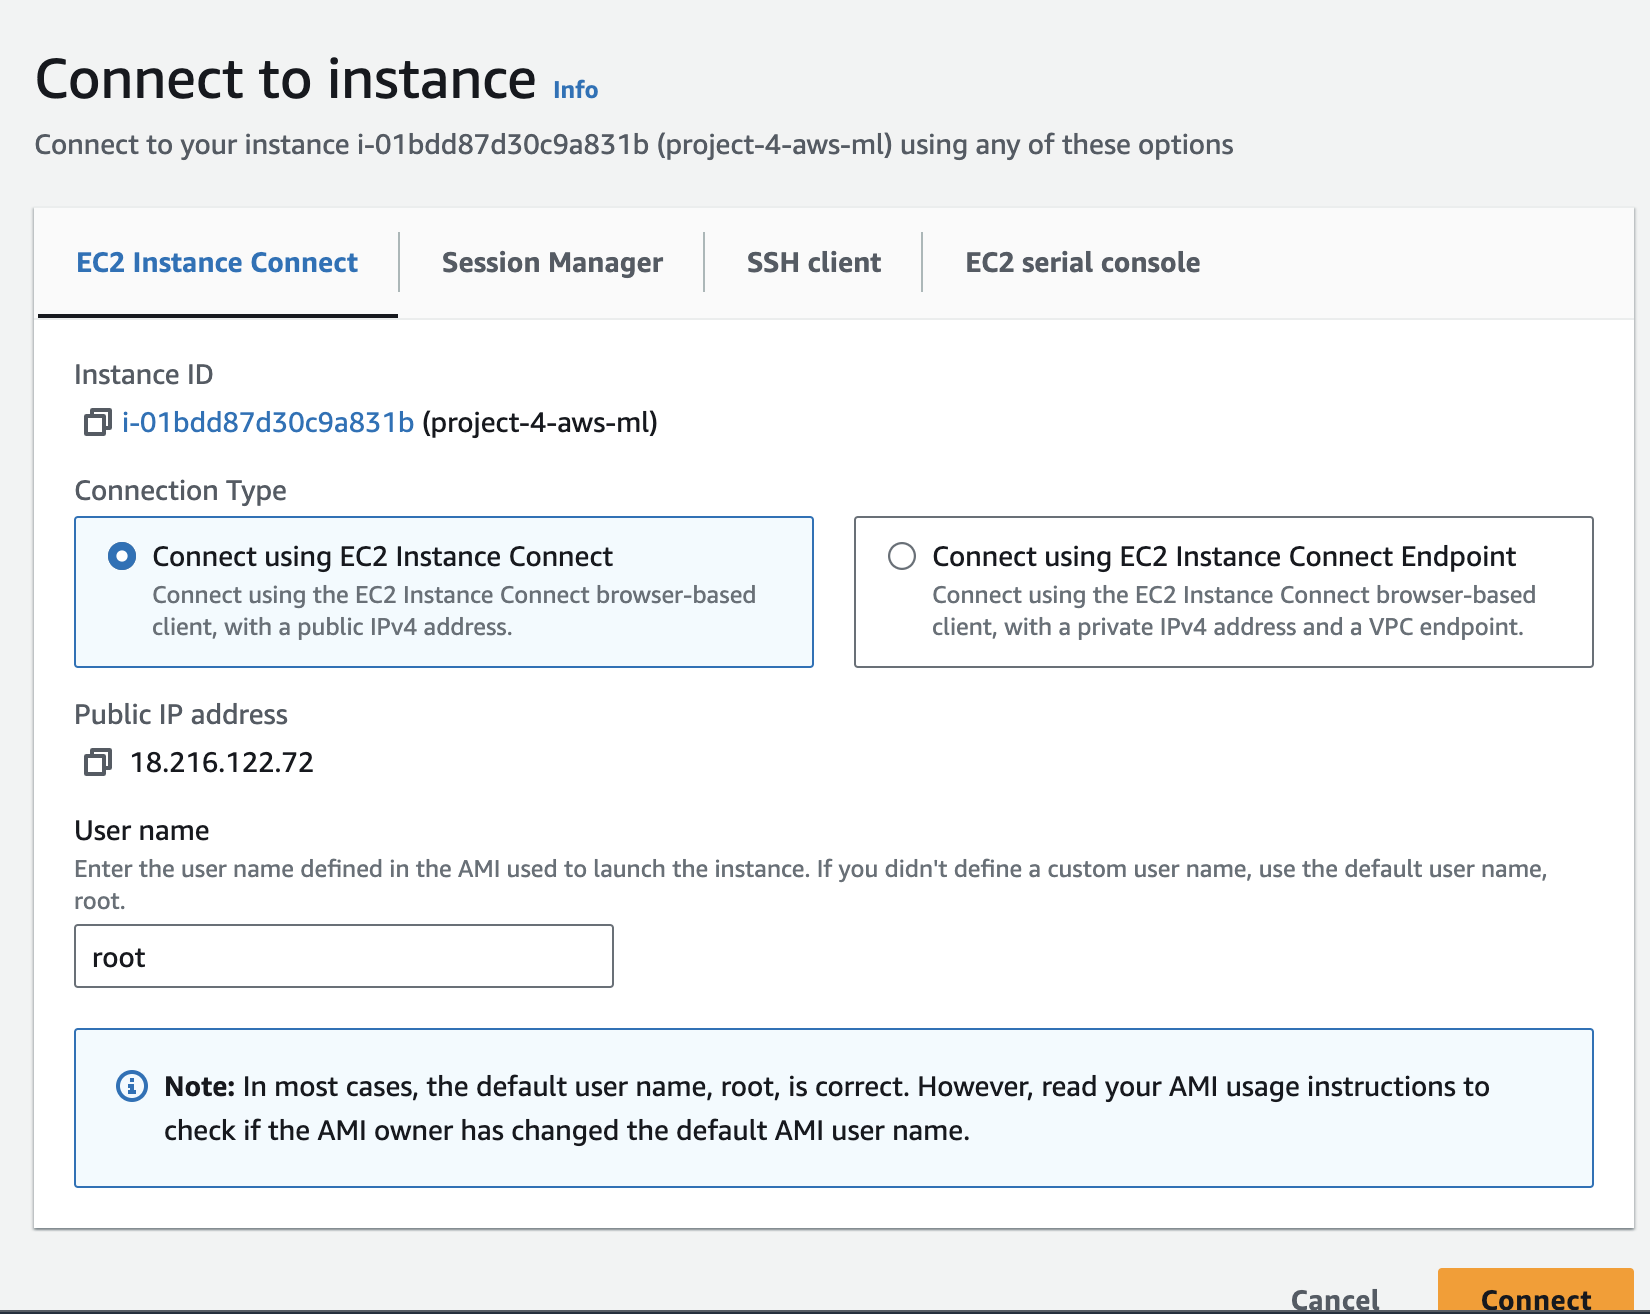 Connect to instance Info
Connect to your instance i-01bdd87d30c9a831b (project-4-aws-ml) using any of these options
EC2 Instance Connect
Session Manager
SSH client
EC2 serial console
Instance ID
i-01bdd87d30c9a831b (project-4-aws-ml)
Connection Type
Connect using EC2 Instance Connect
Connect using the EC2 Instance Connect browser-based
client, with a public IPv4 address.
Connect using EC2 Instance Connect Endpoint
Connect using the EC2 Instance Connect browser-based
client, with a private IPv4 address and a VPC endpoint.
Public IP address
18.216.122.72
User name
Enter the user name defined in the AMI used to launch the instance. If you didn't define a custom user name, use the default user name,
root.
root
Note: In most cases, the default user name, root, is correct. However, read your AMI usage instructions to
check if the AMI owner has changed the default AMI user name.
Cancel
Connect